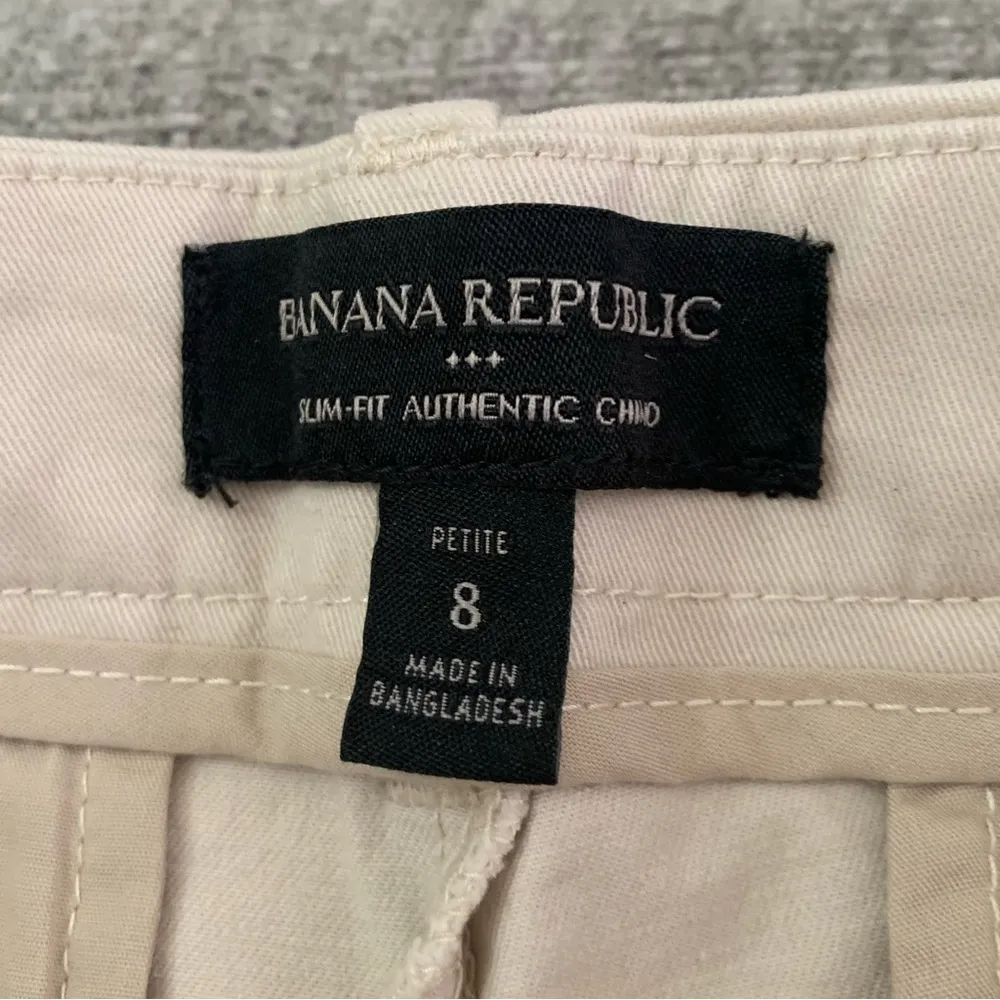 BANANA REPUBLIC
SLIM-FIT AUTHENTIC CHINO
PETITE
8
MADE IN
BANGLADESH